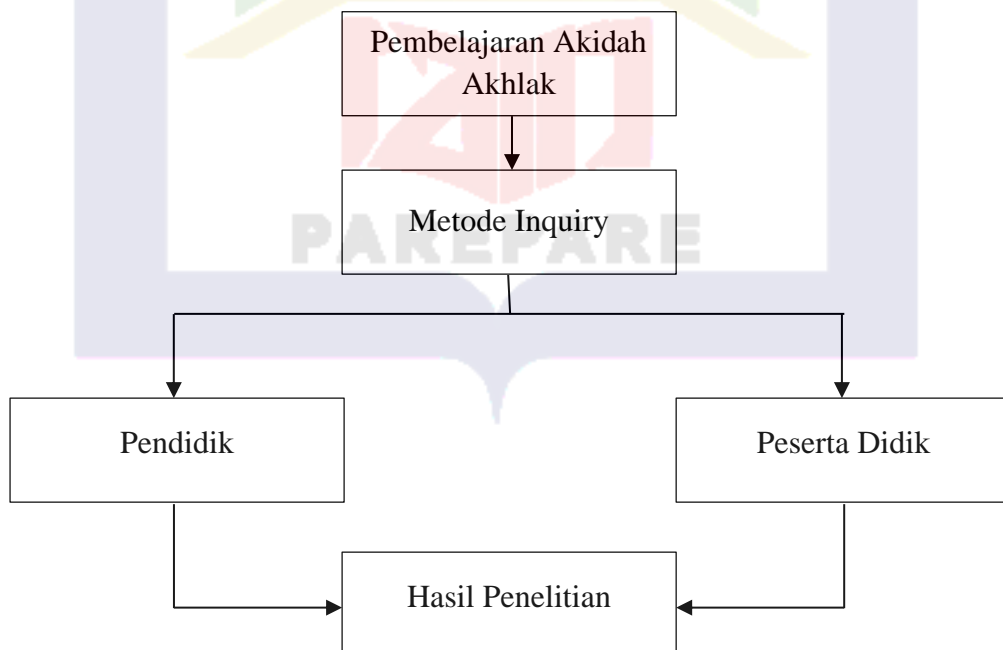 Pembelajaran Akidah
Akhlak
Metode Inquiry
PAREPARE
Pendidik
Peserta Didik
Hasil Penelitian